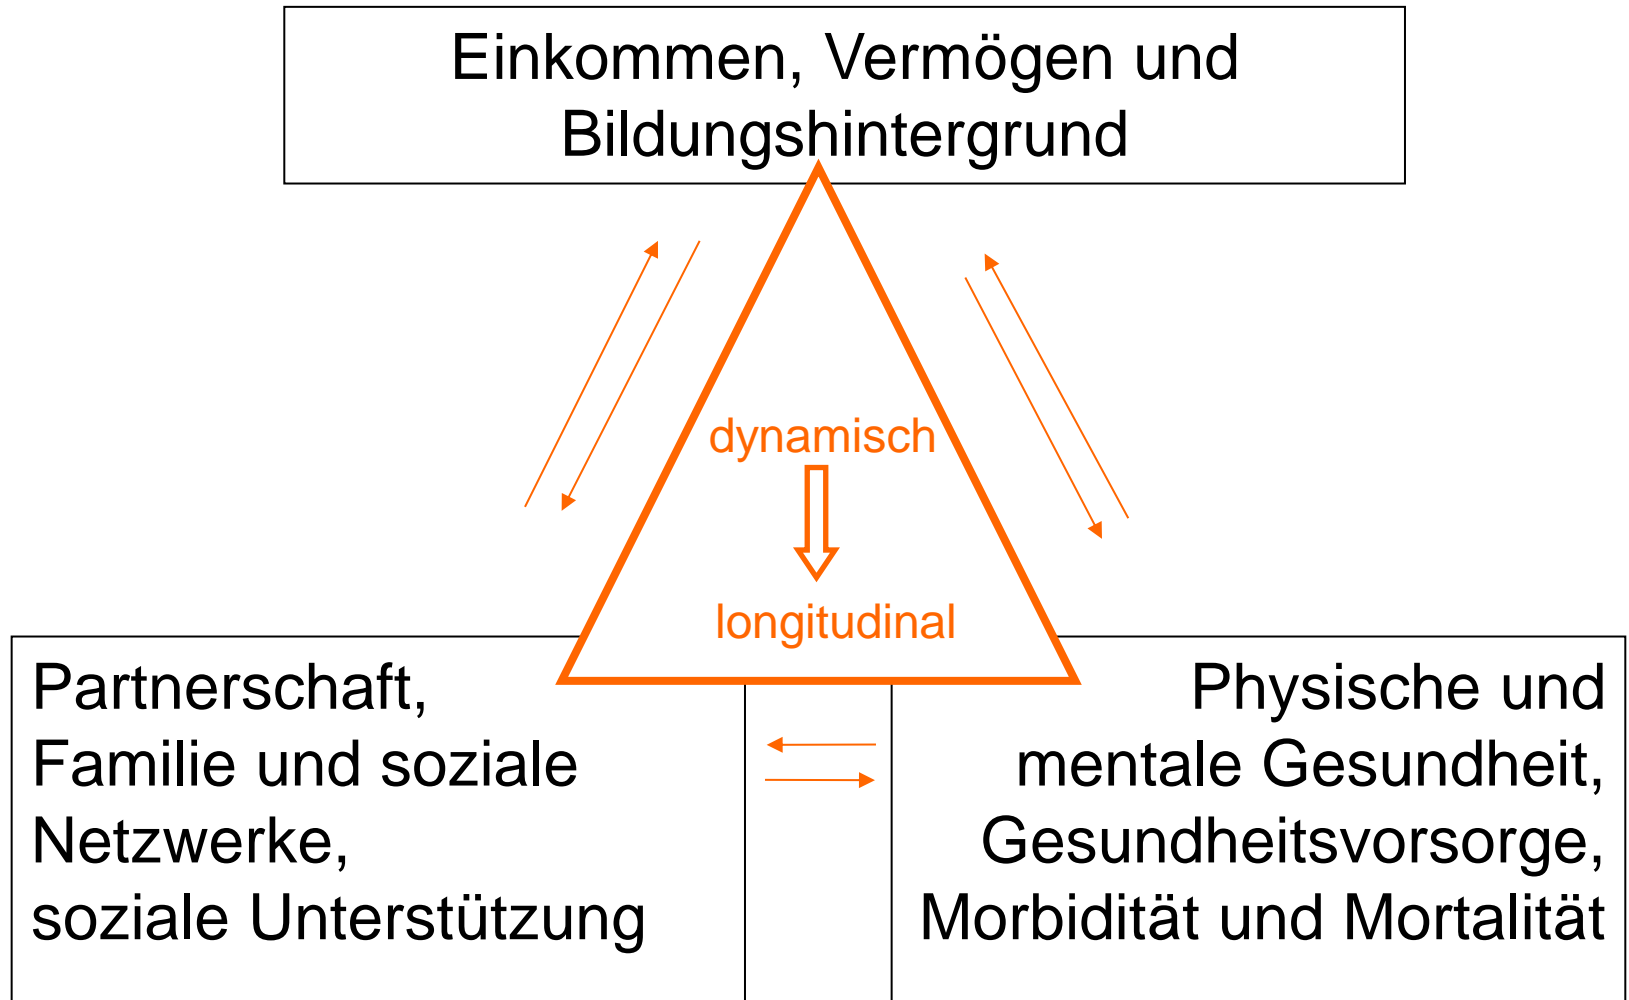 Einkommen, Vermögen und
Bildungshintergrund
dynamisch
longitudinal
Partnerschaft,
Familie und soziale
Netzwerke,
soziale Unterstützung
Physische und
mentale Gesundheit,
Gesundheitsvorsorge,
Morbidität und Mortalität